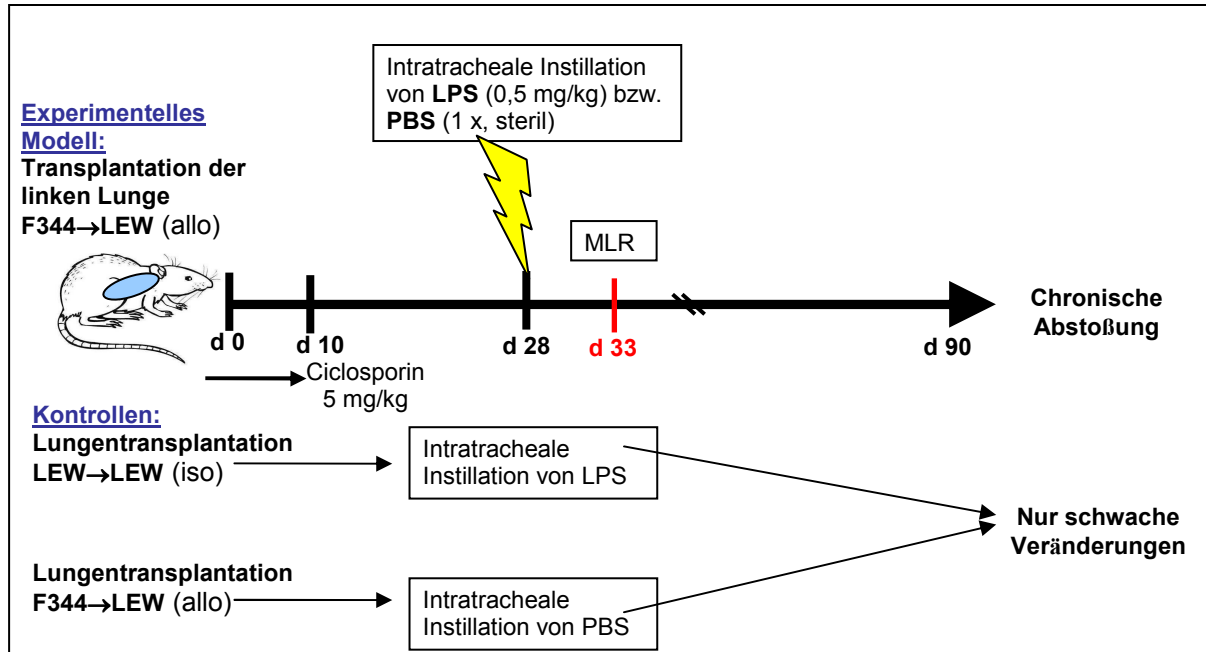 Intratracheale Instillation
von LPS (0,5 mg/kg) bzw.
PBS (1 x, steril)
Experimentelles
Modell:
Transplantation der
linken Lunge
F344→LEW (allo)
MLR
d 0
d 10
d 28
d 33
d 90
Chronische
Abstoßung
Ciclosporin
5 mg/kg
Kontrollen:
Lungentransplantation
LEW→LEW (iso)
Intratracheale
Instillation von LPS
Nur schwache
Veränderungen
Lungentransplantation
F344→LEW (allo)
Intratracheale
Instillation von PBS